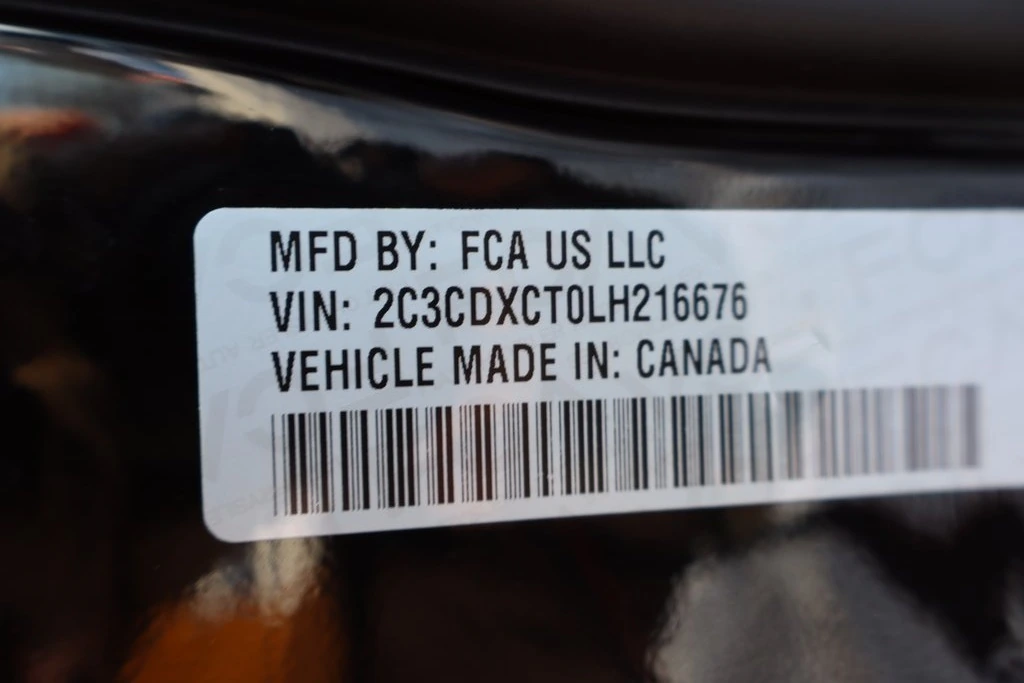 MFD BY: FCA US LLC
VIN: 2C3CDXCT0LH216676
VEHICLE MADE IN: CANADA